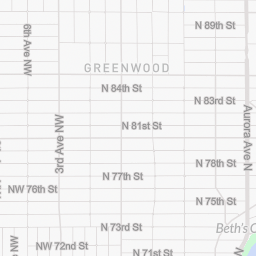 N 89th St
6th Ave NW
GREENWOOD
N 84th St
N 83rd St
Aurora Ave N
3rd Ave NW
N 81st St
N 78th St
N 77th St
NW 76th St
N 75th St
N 73rd St
Beth's C
NW 72nd St
N 71st St